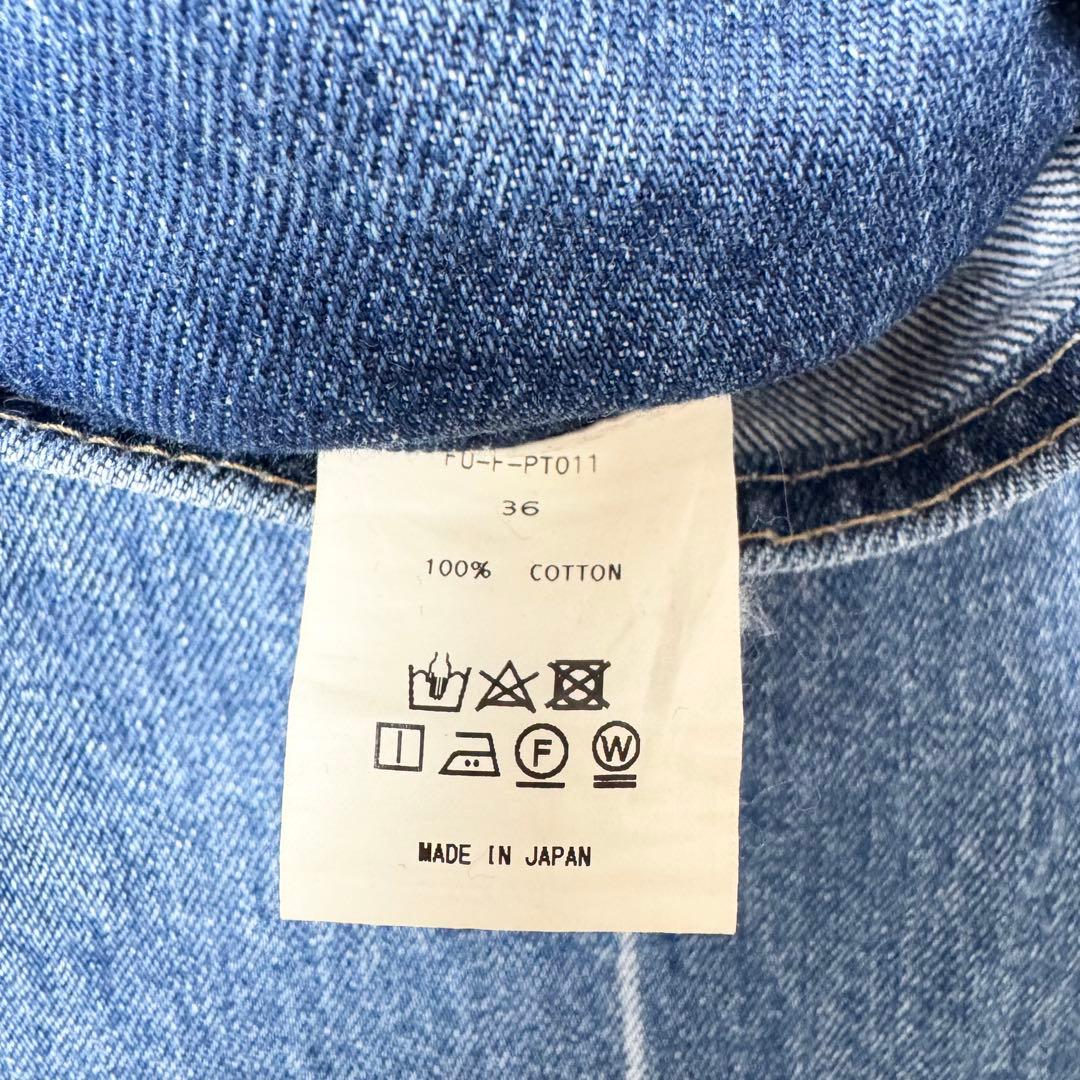 FU-F-PT011
36
100% COTTON
F W
MADE IN JAPAN